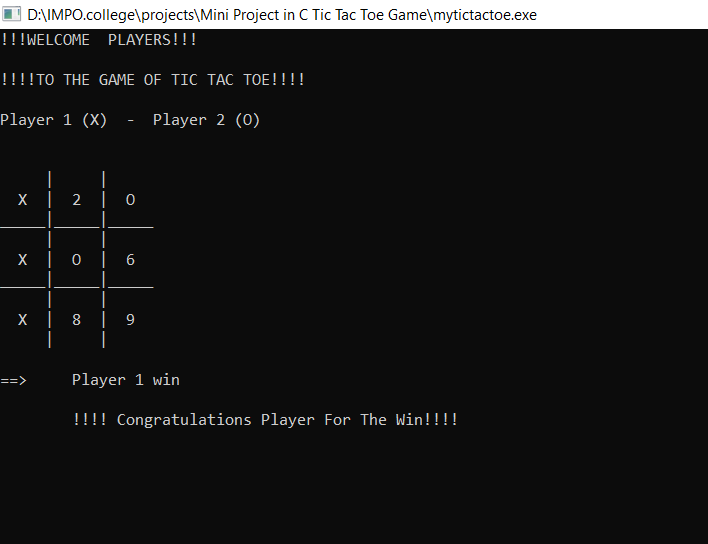 D:\IMPO.college\projects\Mini Project in C Tic Tac Toe Game\mytictactoe.exe
!!!WELCOME  PLAYERS!!!
!!!!TO THE GAME OF TIC TAC TOE!!!!
Player 1 (X)  -  Player 2 (O)
     |     |
  X  |  2  |  O
_____|_____|_____
     |     |
  X  |  O  |  6
_____|_____|_____
     |     |
  X  |  8  |  9
     |     |
==>     Player 1 win
        !!!! Congratulations Player For The Win!!!!